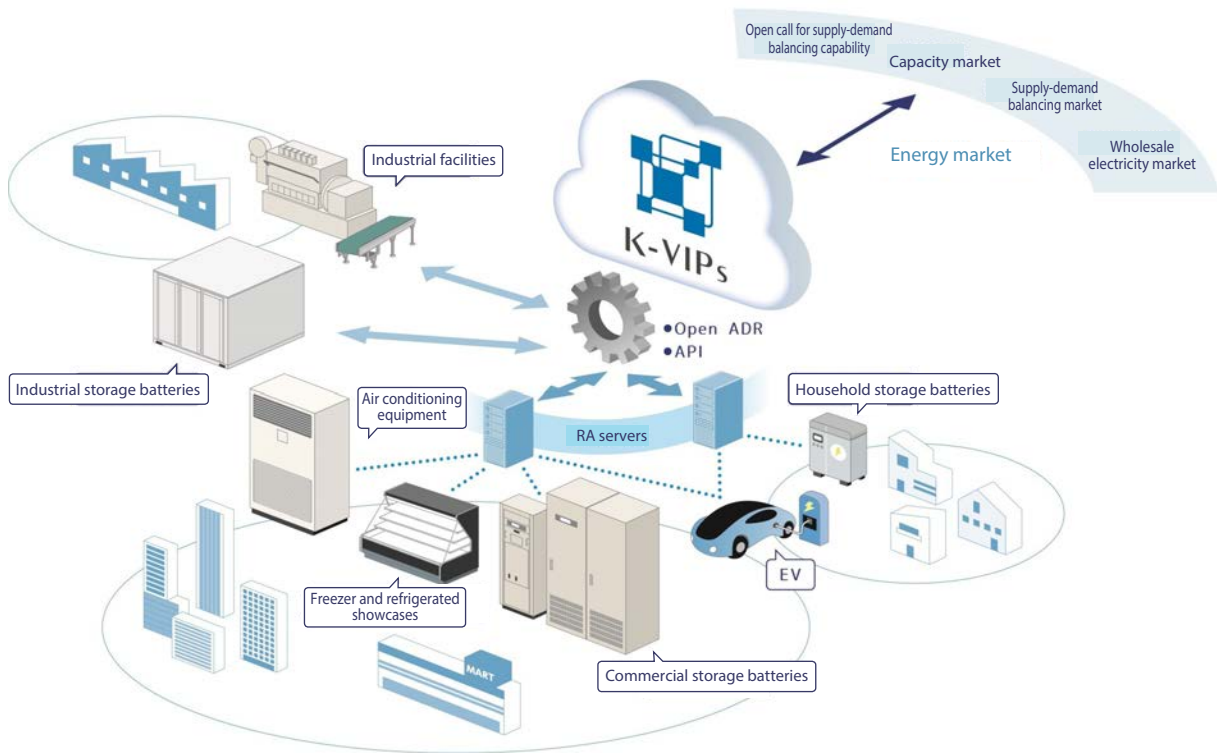 Open call for supply-demand
balancing capability
Capacity market
Supply-demand
balancing market
Wholesale
electricity market
Energy market
K-VIPs
Industrial facilities
•Open ADR
•API
Industrial storage batteries
Air conditioning
equipment
RA servers
Household storage batteries
EV
Freezer and refrigerated
showcases
MART
Commercial storage batteries